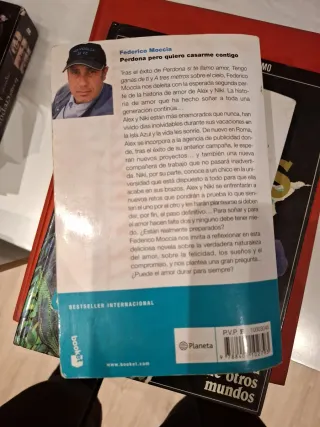 Federico Moccia
Perdona pero quiero casarme contigo
Tras el éxito de Perdona si te llamo amor, Tengo
ganas de ti y A tres metros sobre el cielo, Federico
Moccia nos deleita con la esperada segunda par-
te de la historia de amor de Alex y Niki. La histo-
ria de amor que ha hecho soñar a toda una
generación continúa...
Alex y Niki están más enamorados que nunca, han
vivido días inolvidables durante sus vacaciones en
la Isla Azul y la vida les sonríe. De nuevo en Roma,
Alex se incorpora a la agencia de publicidad don-
de, tras el éxito de su anterior campaña, le espe-
ran nuevos proyectos... y también una nueva
compañera de trabajo que no pasará inadverti-
da. Niki, por su parte, conoce a un chico en la uni-
versidad que está dispuesto a todo para que ella
acabe en sus brazos. Alex y Niki se enfrentarán a
nuevos retos que pondrán a prueba lo que sien-
ten el uno por el otro y les harán plantearse si deben
dar, por fin, el paso definitivo... Para soñar y para
el amor hacen falta dos y ninguno debe tener mie-
do. ¿Están realmente preparados?
Federico Moccia nos invita a reflexionar en esta
deliciosa novela sobre la verdadera naturaleza
del amor, sobre la felicidad, los sueños y el
compromiso, y nos plantea una gran pregunta.
¿Puede el amor durar para siempre?
BESTSELLER INTERNACIONAL
booket
www.booket.com
Planeta
P.V.P.
de otros
mundos